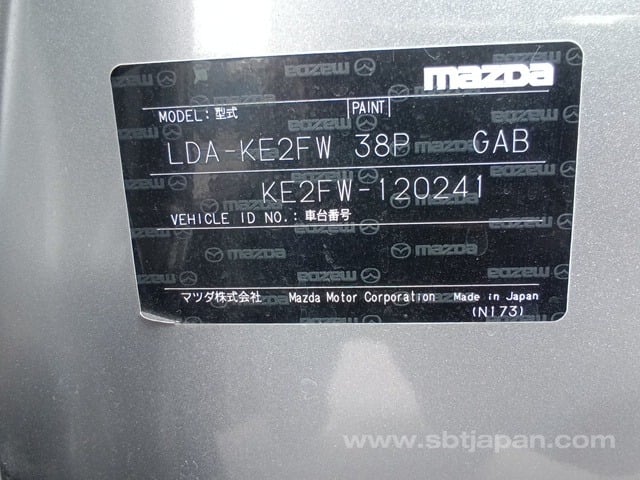 mazda
MODEL: 型式 PAINT
LDA-KE2FW 38P GAB
KE2FW-120241
VEHICLE ID NO.: 車台番号
マツダ株式会社 Mazda Motor Corporation Made in Japan
(N173)
www.sbtjapan.com